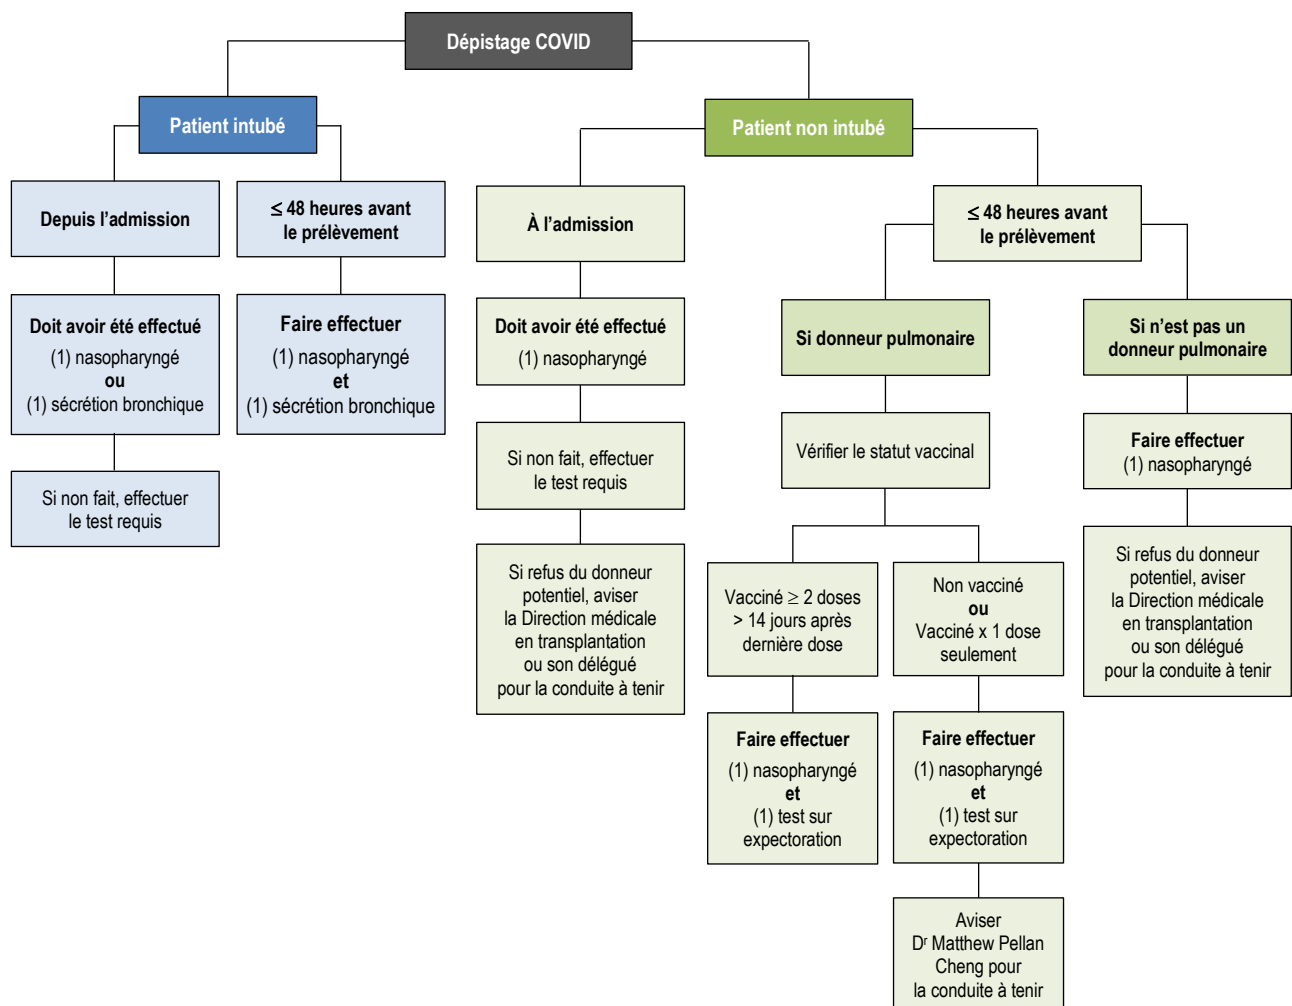 Dépistage COVID
Patient intubé
Patient non intubé
Depuis l’admission
≤ 48 heures avant
le prélèvement
À l’admission
≤ 48 heures avant
le prélèvement
Doit avoir été effectué
(1) nasopharyngé
ou
(1) sécrétion bronchique
Faire effectuer
(1) nasopharyngé
et
(1) sécrétion bronchique
Doit avoir été effectué
(1) nasopharyngé
Si donneur pulmonaire
Si n’est pas un
donneur pulmonaire
Si non fait, effectuer
le test requis
Si non fait, effectuer
le test requis
Vérifier le statut vaccinal
Faire effectuer
(1) nasopharyngé
Si refus du donneur
potentiel, aviser
la Direction médicale
en transplantation
ou son délégué
pour la conduite à tenir
Vacciné ≥ 2 doses
> 14 jours après
dernière dose
Non vacciné
ou
Vacciné x 1 dose
seulement
Si refus du donneur
potentiel, aviser
la Direction médicale
en transplantation
ou son délégué
pour la conduite à tenir
Faire effectuer
(1) nasopharyngé
et
(1) test sur
expectoration
Faire effectuer
(1) nasopharyngé
et
(1) test sur
expectoration
Aviser
Dʳ Matthew Pellan
Cheng pour
la conduite à tenir